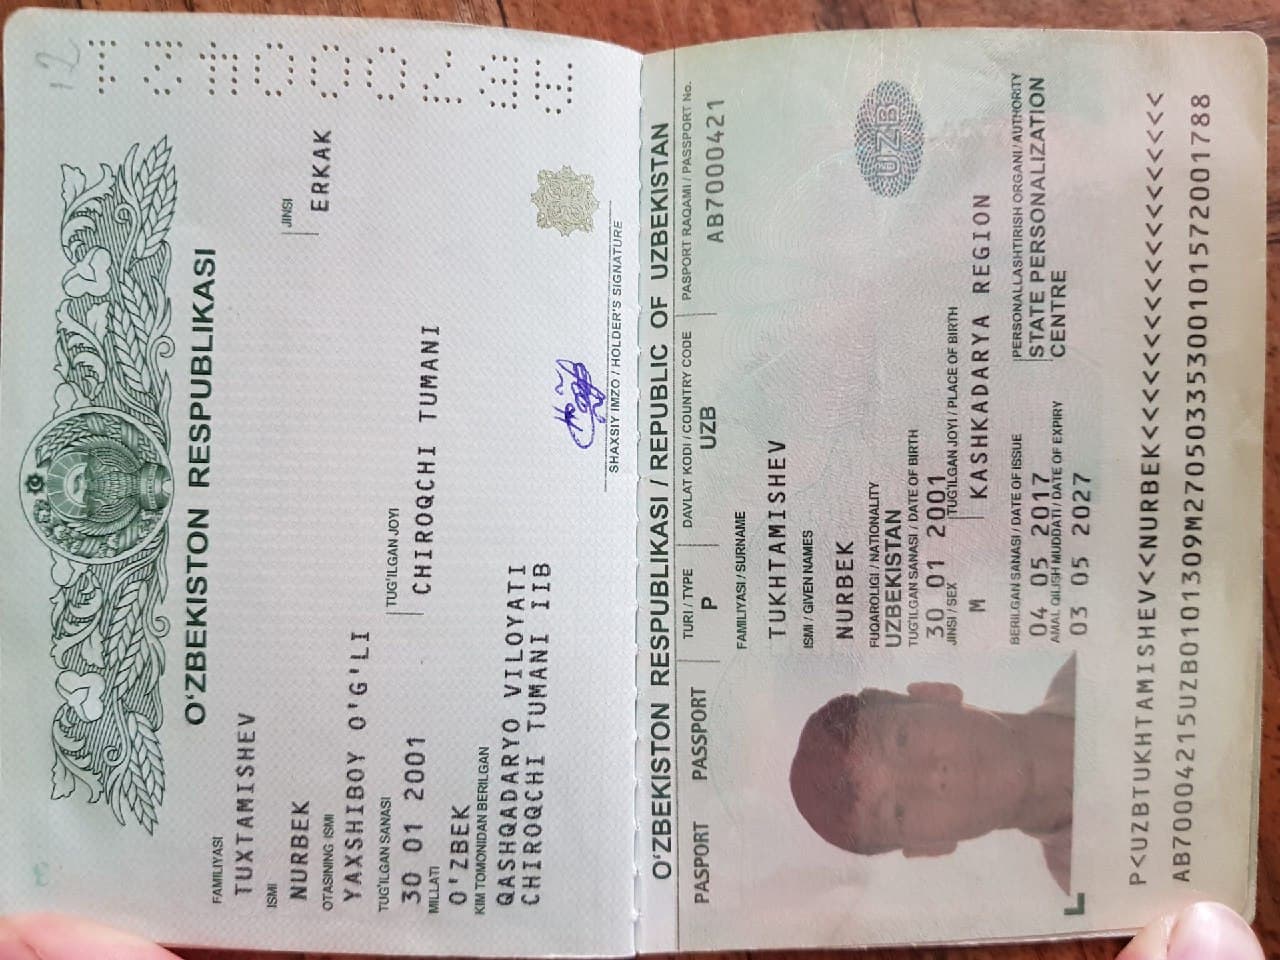 12
AB7000421
O'ZBEKISTON RESPUBLIKASI
FAMILIYASI
TUXTAMISHEV
ISMI
NURBEK
JINSI
ERKAK
OTASINING ISMI
YAXSHIBOY O'G'LI
TUG'ILGAN SANASI
TUG'ILGAN JOYI
30 01 2001
CHIROQCHI TUMANI
MILLATI
O'ZBEK
KIM TOMONIDAN BERILGAN
QASHQADARYO VILOYATI
CHIROQCHI TUMANI IIB
SHAXSIY IMZO / HOLDER'S SIGNATURE
O'ZBEKISTON RESPUBLIKASI / REPUBLIC OF UZBEKISTAN
PASPORT PASSPORT
TURI / TYPE
DAVLAT KODI / COUNTRY CODE
PASPORT RAQAMI / PASSPORT No.
P
UZB
AB7000421
FAMILIYASI / SURNAME
TUKHTAMISHEV
ISMI / GIVEN NAMES
NURBEK
FUQAROLIGI / NATIONALITY
UZBEKISTAN
UZB
TUG'ILGAN SANASI / DATE OF BIRTH
30 01 2001
JINSI / SEX
TUG'ILGAN JOYI / PLACE OF BIRTH
M
KASHKADARYA REGION
BERILGAN SANASI / DATE OF ISSUE
PERSONALLASHTIRISH ORGANI / AUTHORITY
04 05 2017
STATE PERSONALIZATION
CENTRE
AMAL QILISH MUDDATI / DATE OF EXPIRY
03 05 2027
P<UZBTUKHTAMISHEV<<NURBEK<<<<<<<<<<<<<<<<<<<
AB70004215UZB0101309M27050335300101572001788